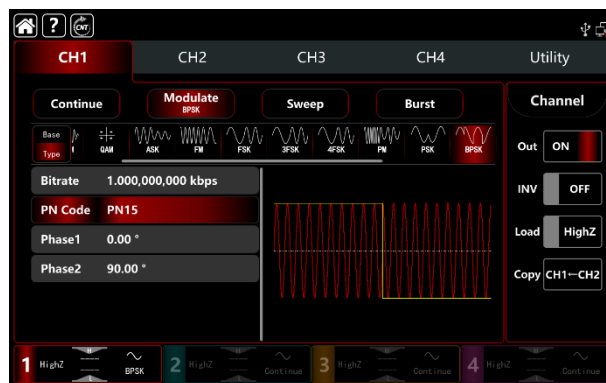 ? CNT
CH1 CH2 CH3 CH4 Utility
Continue Modulate Sweep Burst Channel
BPSK
Base
Type QAM ASK FM FSK 3FSK 4FSK PM PSK BPSK
Out ON
Bitrate 1.000,000,000 kbps
INV OFF
PN Code PN15
Phase1 0.00 °
Load HighZ
Phase2 90.00 °
Copy CH1←CH2
1 HighZ BPSK 2 HighZ Continue 3 HighZ Continue 4 HighZ Continue